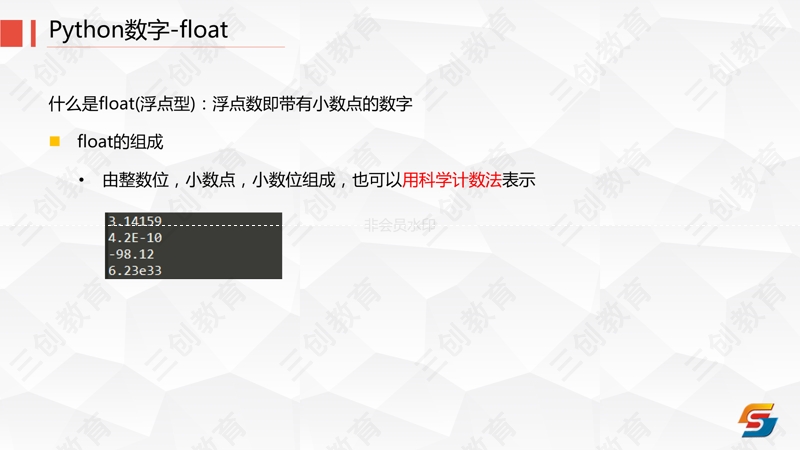 Python数字-float
什么是float(浮点型)：浮点数即带有小数点的数字
float的组成
由整数位，小数点，小数位组成，也可以用科学计数法表示
3.14159
非会员水印
4.2E-10
-98.12
6.23e33
三创教育